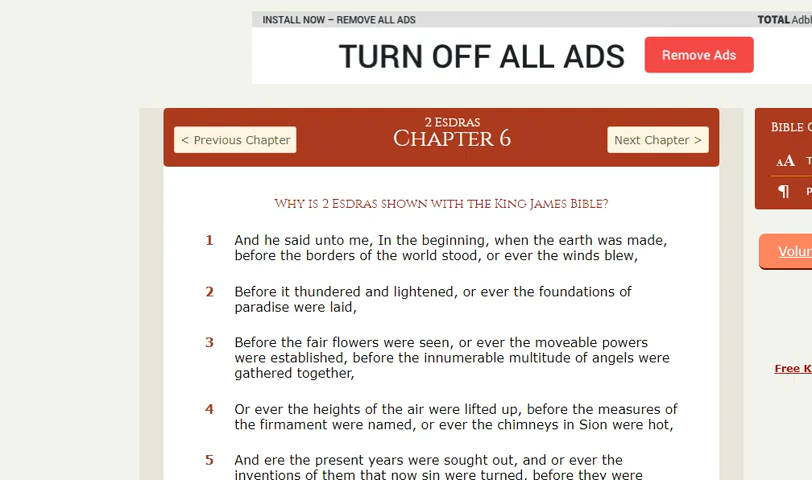 INSTALL NOW – REMOVE ALL ADS
TOTAL
TURN OFF ALL ADS
Remove Ads
2 Esdras
Chapter 6
< Previous Chapter
Next Chapter >
Bible
Why is 2 Esdras shown with the King James Bible?
1 And he said unto me, In the beginning, when the earth was made,
before the borders of the world stood, or ever the winds blew,
2 Before it thundered and lightened, or ever the foundations of
paradise were laid,
3 Before the fair flowers were seen, or ever the moveable powers
were established, before the innumerable multitude of angels were
gathered together,
4 Or ever the heights of the air were lifted up, before the measures of
the firmament were named, or ever the chimneys in Sion were hot,
5 And ere the present years were sought out, and or ever the
inventions of them that now sin were turned, before they were
AA
¶
Free